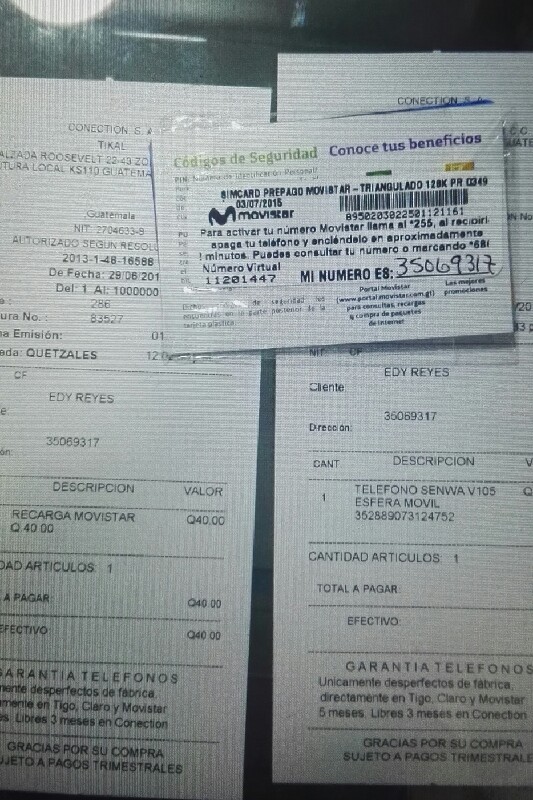 CONECTION, S. A
TIKAL
ALZADA ROOSEVELT 22-43 ZO
TURA LOCAL KS110 GUATEMA
Guatemala
NIT: 2704633-9
AUTORIZADO SEGUN RESOL
2013-1-48-16588
De Fecha: 28/06/201
Del: 1 Al: 1000000
286
ura No.: 83527
a Emisión: 01
eda: QUETZALES
CF
EDY REYES
35069317
ón:
DESCRIPCION VALOR
RECARGA MOVISTAR Q40.00
Q.40.00
DAD ARTICULOS: 1
A PAGAR: Q40.00
EFECTIVO: Q40.00
GARANTIA TELEFONOS
mente desperfectos de fábrica,
mente en Tigo, Claro y Movistar
es. Libres 3 meses en Conection
GRACIAS POR SU COMPRA
SUJETO A PAGOS TRIMESTRALES
Códigos de Seguridad Conoce tus beneficios
SIMCARD PREPAGO MOVISTAR - TRIANGULADO 128K PR Q349
03/07/2015
movistar
8950203022501121161
Para activar tu número Movistar llama al *255, al recibir
apaga tu teléfono y enciéndelo en aproximadamente
minutos. Puedes consultar tu número marcando *68
Número Virtual
11201447
MI NUMERO ES: 35069317
Portal Movistar
(www.portalmovistar.com.gt)
para consultas, recargas
y compra de paquetes
de Internet
Las mejores
promociones
CONECTION, S. A
NIT: CF
EDY REYES
Cliente:
35069317
Dirección:
CANT DESCRIPCION V
1 TELEFONO SENWA V105 Q
ESFERA MOVIL
352889073124752
CANTIDAD ARTICULOS: 1
TOTAL A PAGAR:
EFECTIVO:
GARANTIA TELEFONOS
Unicamente desperfectos de fábrica,
directamente en Tigo, Claro y Movistar
5 meses. Libres 3 meses en Conection
GRACIAS POR SU COMPRA
SUJETO A PAGOS TRIMESTRALE